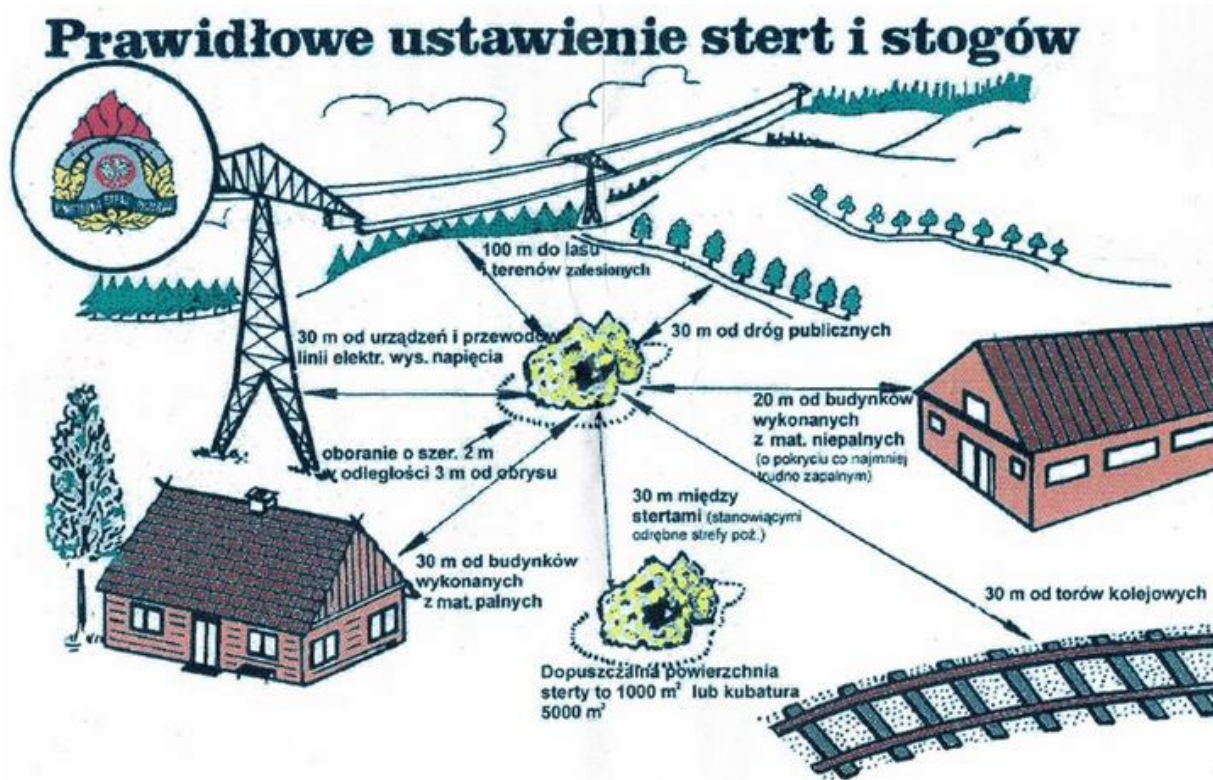 Prawidłowe ustawienie stert i stogów
100 m do lasu
i terenów zalesionych
30 m od urządzeń i przewodów
linii elektr. wys. napięcia
30 m od dróg publicznych
20 m od budynków
wykonanych
z mat. niepalnych
(o pokryciu co najmniej
trudno zapalnym)
oboranie o szer. 2 m
w odległości 3 m od obrysu
30 m między
stertami (stanowiącymi
odrębne strefy poż.)
30 m od budynków
wykonanych
z mat. palnych
30 m od torów kolejowych
Dopuszczalna powierzchnia
sterty to 1000 m² lub kubatura
5000 m²